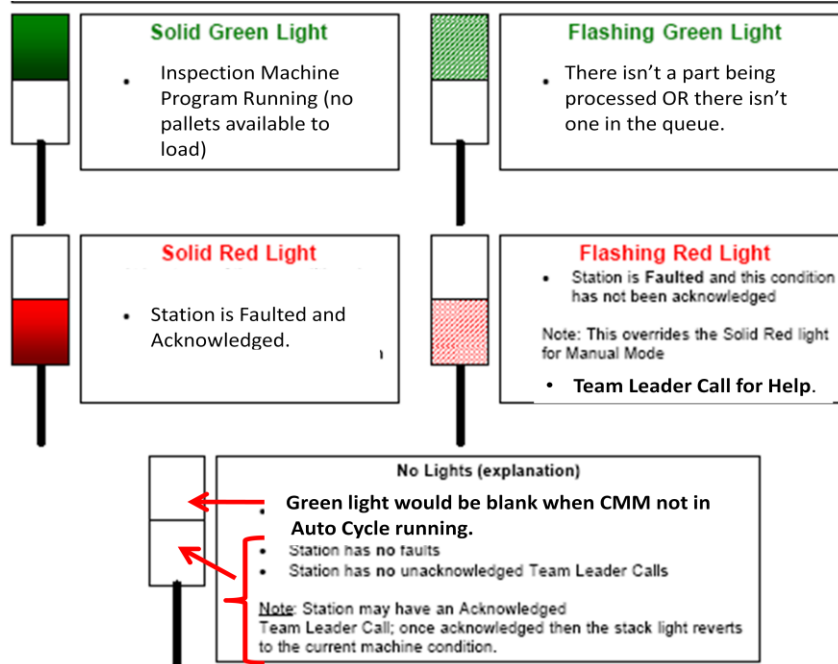 Solid Green Light
• Inspection Machine
Program Running (no
pallets available to
load)
Flashing Green Light
• There isn't a part being
processed OR there isn't
one in the queue.
Solid Red Light
• Station is Faulted and
Acknowledged.
Flashing Red Light
• Station is Faulted and this condition
has not been acknowledged
Note: This overrides the Solid Red light
for Manual Mode
• Team Leader Call for Help.
No Lights (explanation)
• Green light would be blank when CMM not in
Auto Cycle running.
• Station has no faults
• Station has no unacknowledged Team Leader Calls
Note: Station may have an Acknowledged
Team Leader Call; once acknowledged then the stack light reverts
to the current machine condition.